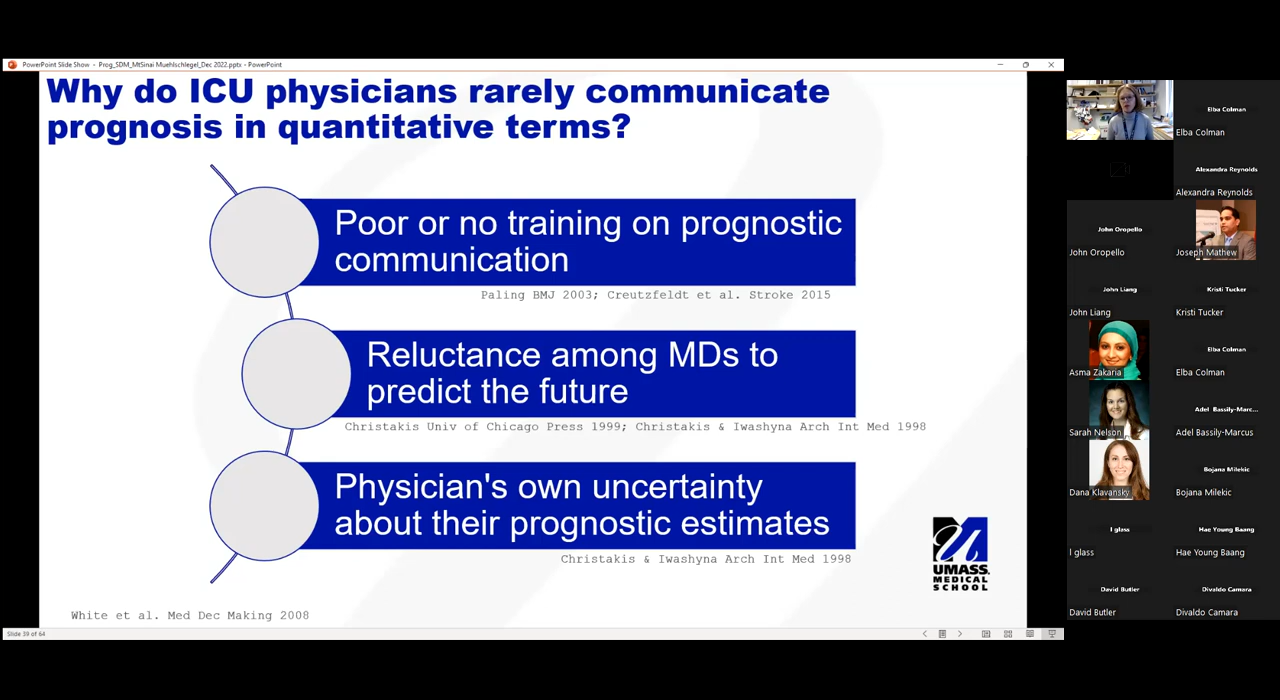 PowerPoint Slide Show - Prog_SDM_MtSinai Muehlschlegel_Dec 2022.pptx - PowerPoint
Why do ICU physicians rarely communicate
prognosis in quantitative terms?
Poor or no training on prognostic
communication
Paling BMJ 2003; Creutzfeldt et al. Stroke 2015
Reluctance among MDs to
predict the future
Christakis Univ of Chicago Press 1999; Christakis & Iwashyna Arch Int Med 1998
Physician's own uncertainty
about their prognostic estimates
Christakis & Iwashyna Arch Int Med 1998
UMASS
MEDICAL
SCHOOL
White et al. Med Dec Making 2008
Slide 39 of 64
Elba Colman
Elba Colman
Alexandra Reynolds
Alexandra Reynolds
John Oropello
John Oropello
Joseph Mathew
John Liang
John Liang
Kristi Tucker
Kristi Tucker
Asma Zakaria
Elba Colman
Elba Colman
Sarah Nelson
Adel Bassily-Marc...
Adel Bassily-Marcus
Dana Klavansky
Bojana Milekic
Bojana Milekic
l glass
l glass
Hae Young Baang
Hae Young Baang
David Butler
David Butler
Divaldo Camara
Divaldo Camara